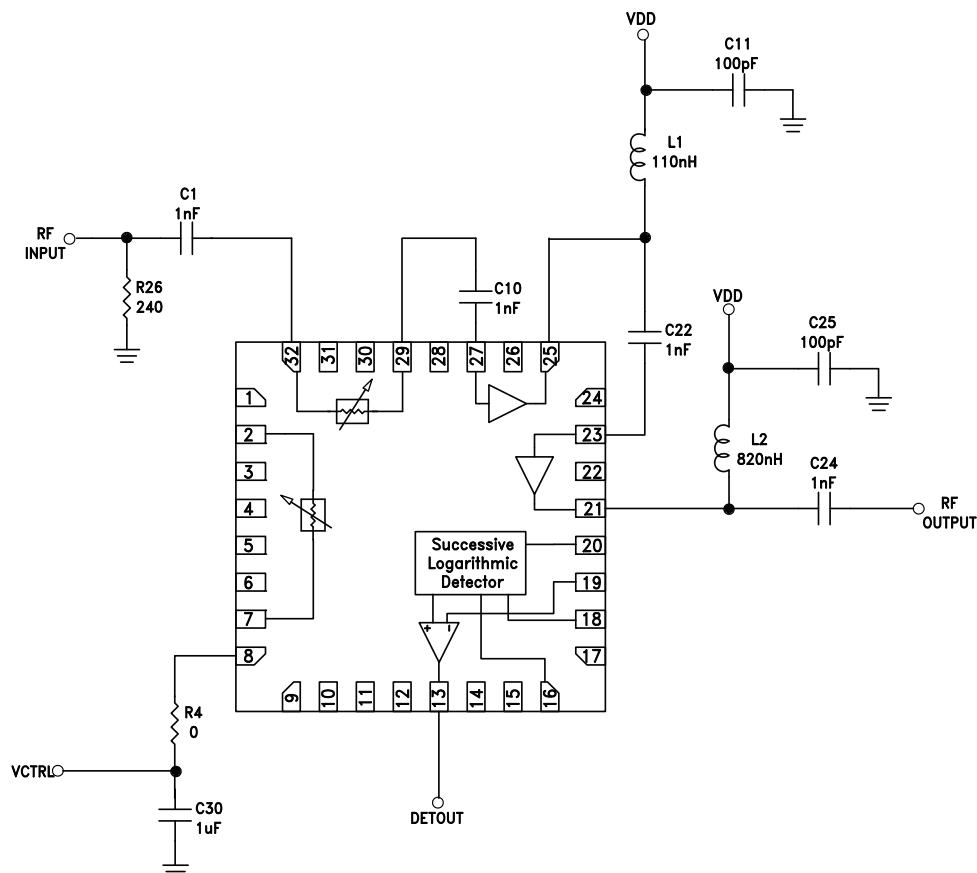 VDD
C11
100pF
L1
110nH
C1
1nF
RF
INPUT
R26
240
C10
1nF
C22
1nF
VDD
C25
100pF
L2
820nH
C24
1nF
RF
OUTPUT
32
31
30
29
28
27
26
25
1
2
3
4
5
6
7
8
24
23
22
21
20
19
18
17
Successive
Logarithmic
Detector
+ -
9
10
11
12
13
14
15
16
R4
0
VCTRL
C30
1uF
DETOUT